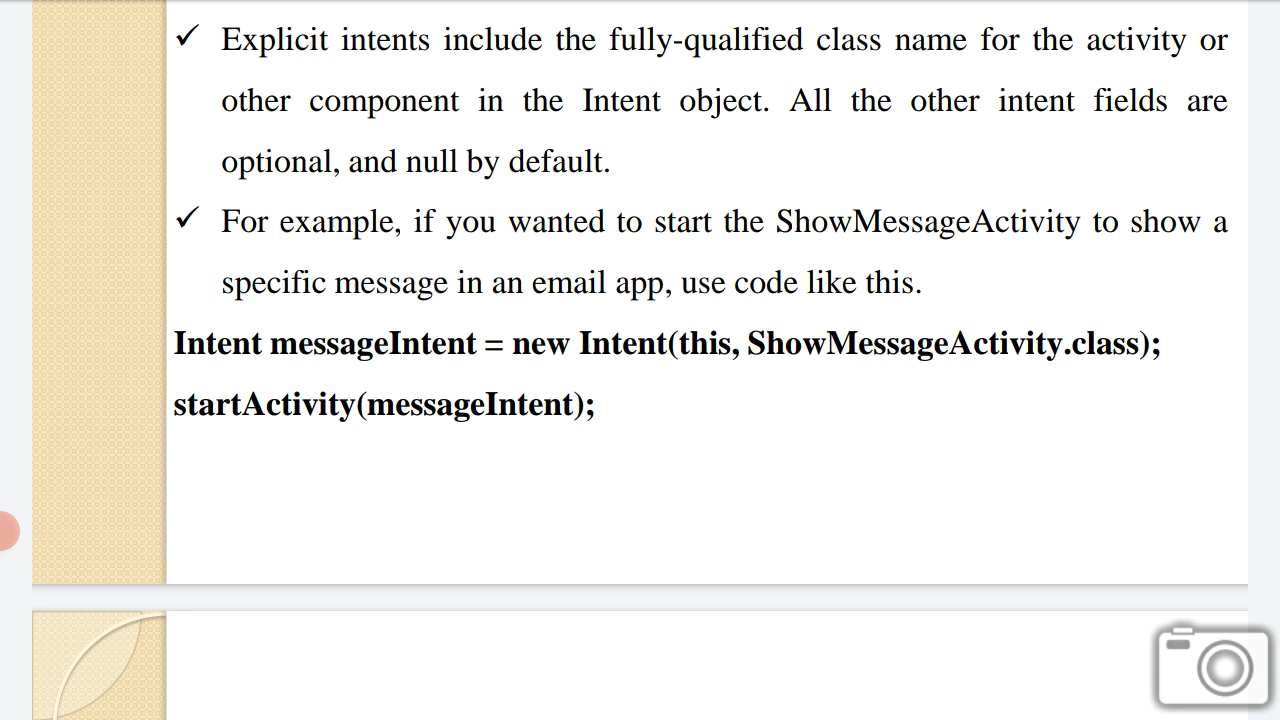 ✓ Explicit intents include the fully-qualified class name for the activity or
other component in the Intent object. All the other intent fields are
optional, and null by default.
✓ For example, if you wanted to start the ShowMessageActivity to show a
specific message in an email app, use code like this.
Intent messageIntent = new Intent(this, ShowMessageActivity.class);
startActivity(messageIntent);